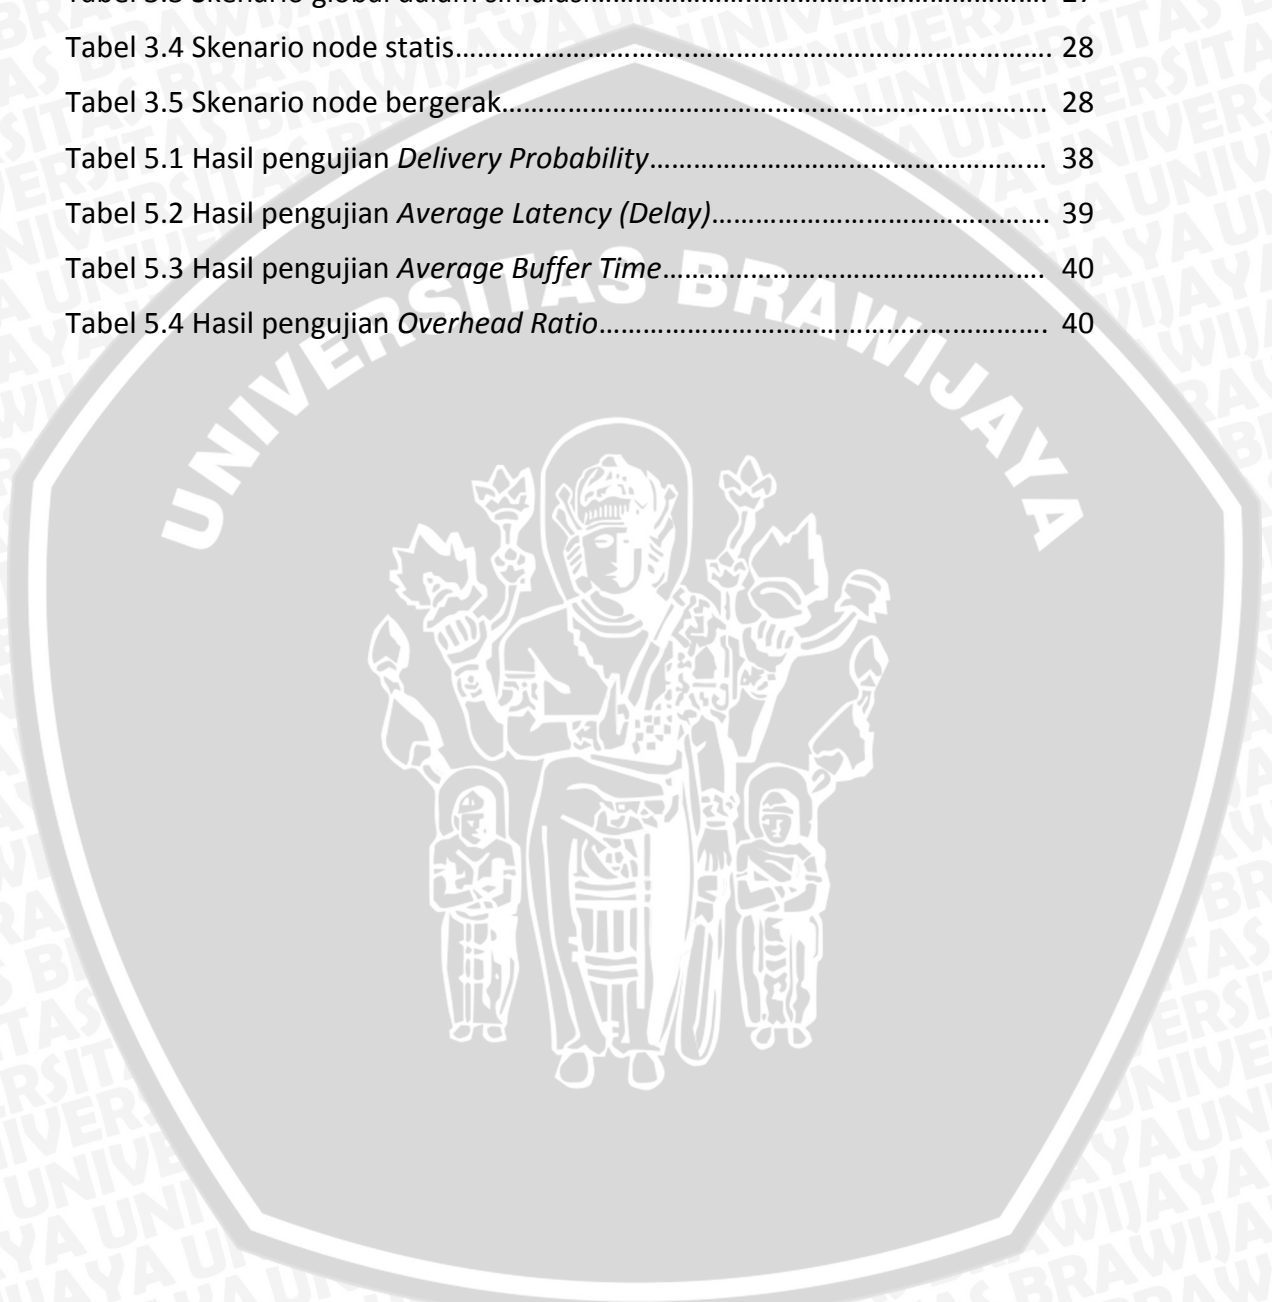 Tabel 3.4 Skenario node statis........................................................................... 28
Tabel 3.5 Skenario node bergerak..................................................................... 28
Tabel 5.1 Hasil pengujian Delivery Probability.................................................. 38
Tabel 5.2 Hasil pengujian Average Latency (Delay)........................................... 39
Tabel 5.3 Hasil pengujian Average Buffer Time................................................ 40
Tabel 5.4 Hasil pengujian Overhead Ratio........................................................ 40
UNIVERSITAS BRAWIJAYA